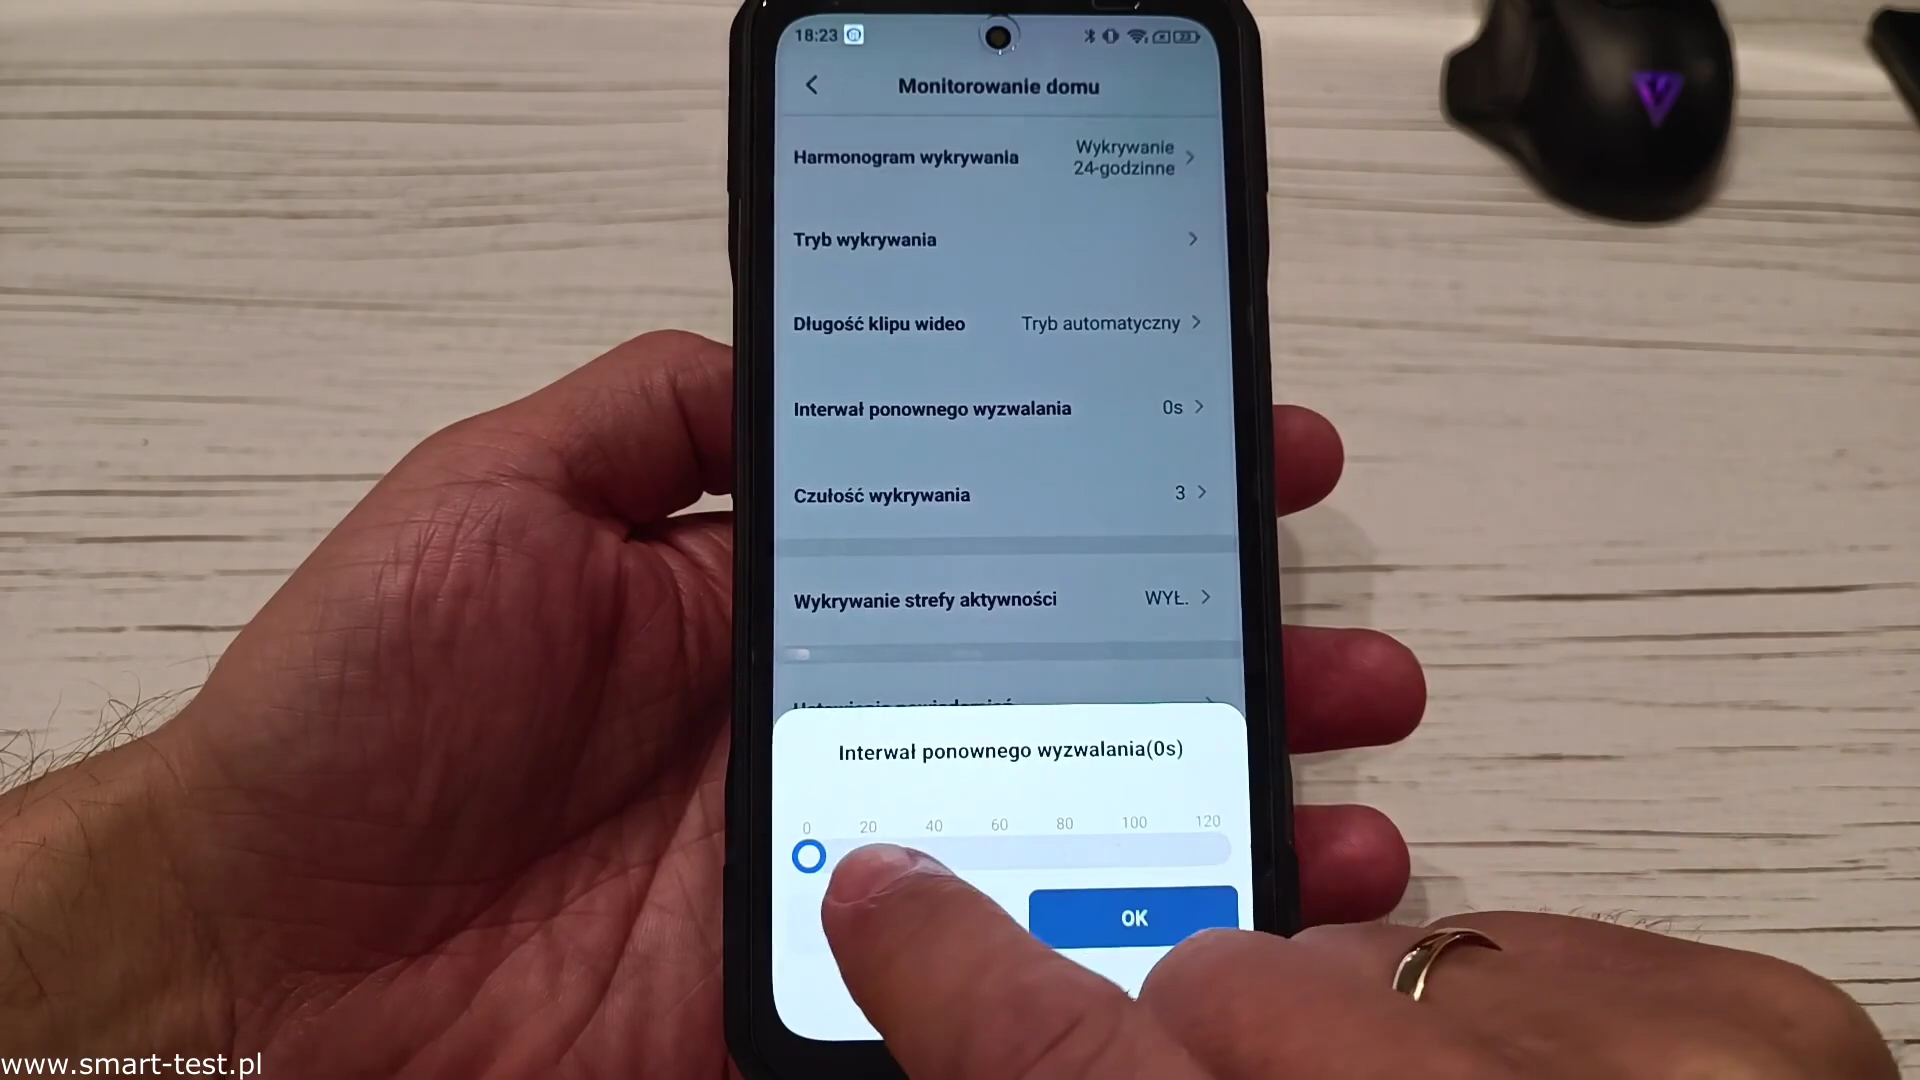 18:23
Monitorowanie domu
Harmonogram wykrywania
Wykrywanie
24-godzinne
Tryb wykrywania
Długość klipu wideo
Tryb automatyczny
Interwał ponownego wyzwalania
0s
Czułość wykrywania
3
Wykrywanie strefy aktywności
WYŁ.
Interwał ponownego wyzwalania(0s)
0 20 40 60 80 100 120
OK
www.smart-test.pl